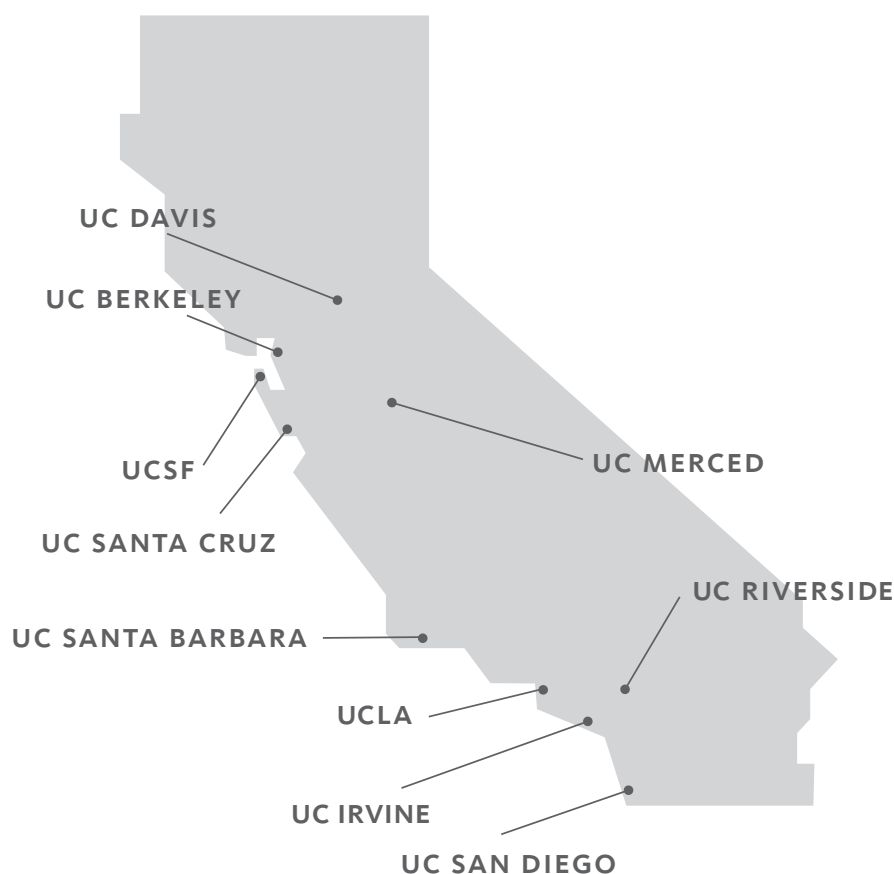 UC DAVIS
UC BERKELEY
UCSF
UC MERCED
UC SANTA CRUZ
UC RIVERSIDE
UC SANTA BARBARA
UCLA
UC IRVINE
UC SAN DIEGO